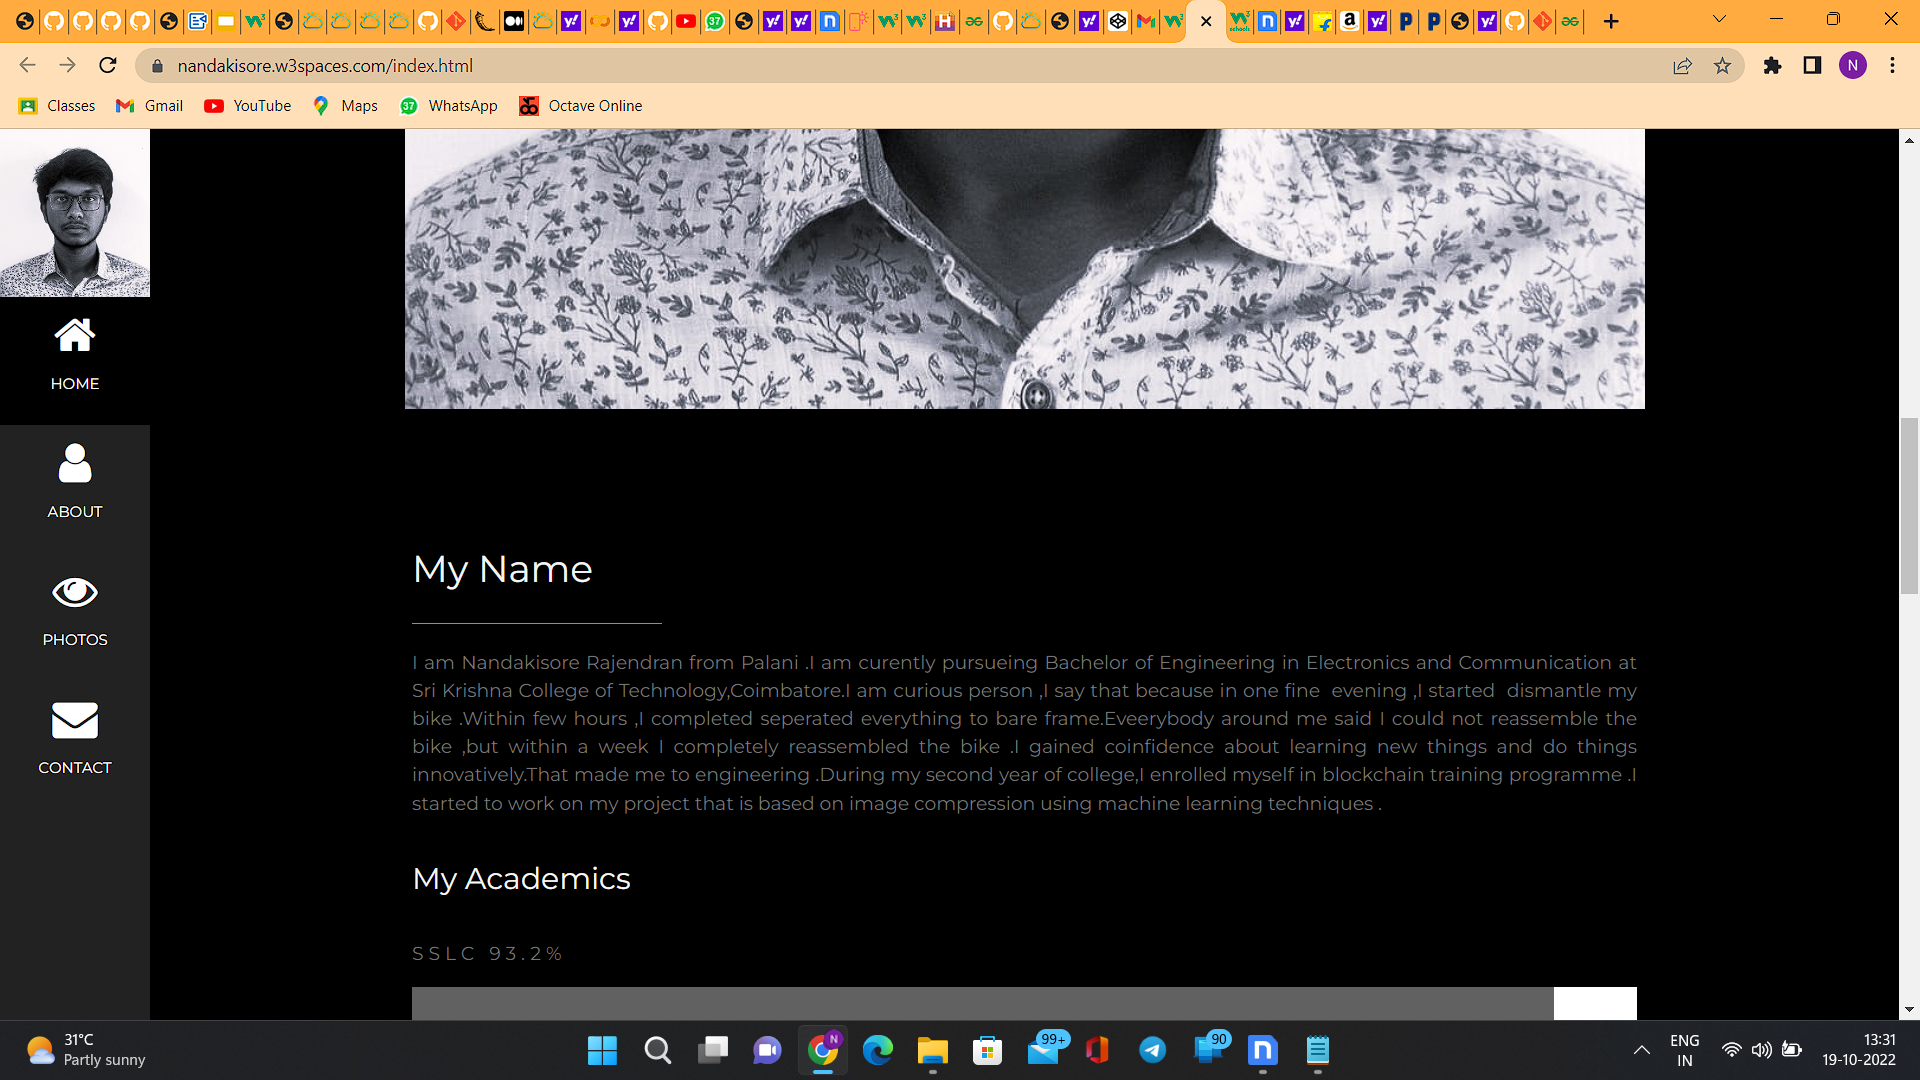 nandakisore.w3spaces.com/index.html
N
Classes
Gmail
YouTube
37
Maps
WhatsApp
Octave Online
HOME
ABOUT
PHOTOS
CONTACT
My Name
I am Nandakisore Rajendran from Palani .I am curently pursueing Bachelor of Engineering in Electronics and Communication at
Sri Krishna College of Technology,Coimbatore.I am curious person ,I say that because in one fine evening ,I started dismantle my
bike .Within few hours ,I completed seperated everything to bare frame.Eveerybody around me said I could not reassemble the
bike ,but within a week I completely reassembled the bike .I gained coinfidence about learning new things and do things
innovatively.That made me to engineering .During my second year of college,I enrolled myself in blockchain training programme .I
started to work on my project that is based on image compression using machine learning techniques .
My Academics
SSLC 93.2%
31°C
Partly sunny
N
99+
90
ENG
IN
13:31
19-10-2022